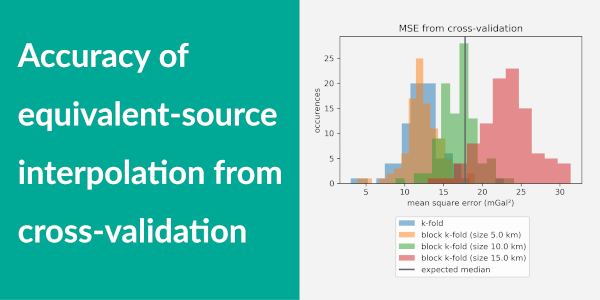 Accuracy of
equivalent-source
interpolation from
cross-validation
MSE from cross-validation
occurences
25
20
15
10
5
0
5 10 15 20 25 30
mean square error (mGal²)
k-fold
block k-fold (size 5.0 km)
block k-fold (size 10.0 km)
block k-fold (size 15.0 km)
expected median